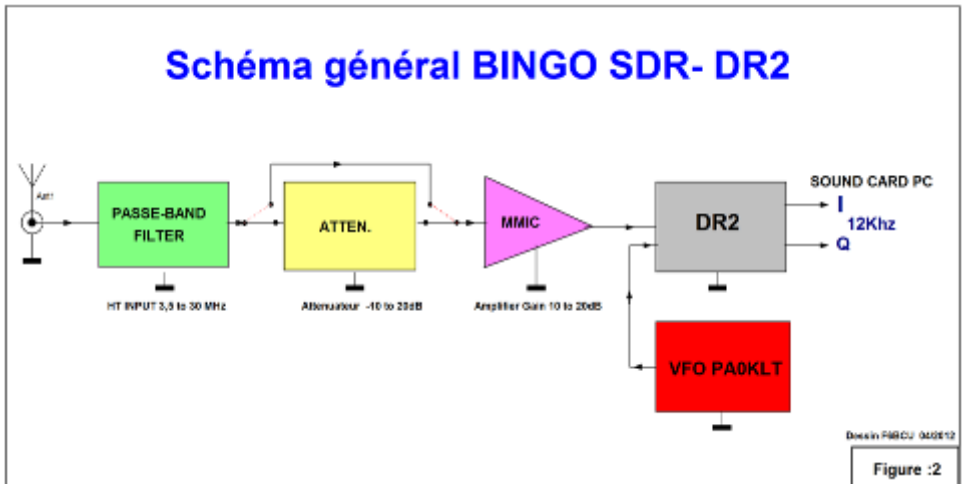 Schéma général BINGO SDR- DR2
Ant
PASSE-BAND
FILTER
HT INPUT 3,5 to 30 MHz
ATTEN.
Attenuateur -10 to 20dB
MMIC
Amplifier Gain 10 to 20dB
DR2
SOUND CARD PC
I
12Khz
Q
VFO PA0KLT
Dessin F6BCU 04/2012
Figure :2